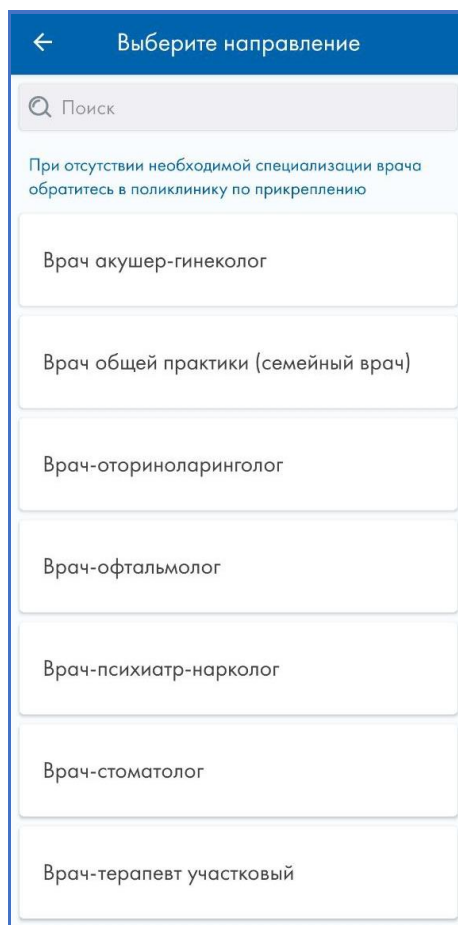 Выберите направление
Поиск
При отсутствии необходимой специализации врача
обратитесь в поликлинику по прикреплению
Врач акушер-гинеколог
Врач общей практики (семейный врач)
Врач-оториноларинголог
Врач-офтальмолог
Врач-психиатр-нарколог
Врач-стоматолог
Врач-терапевт участковый